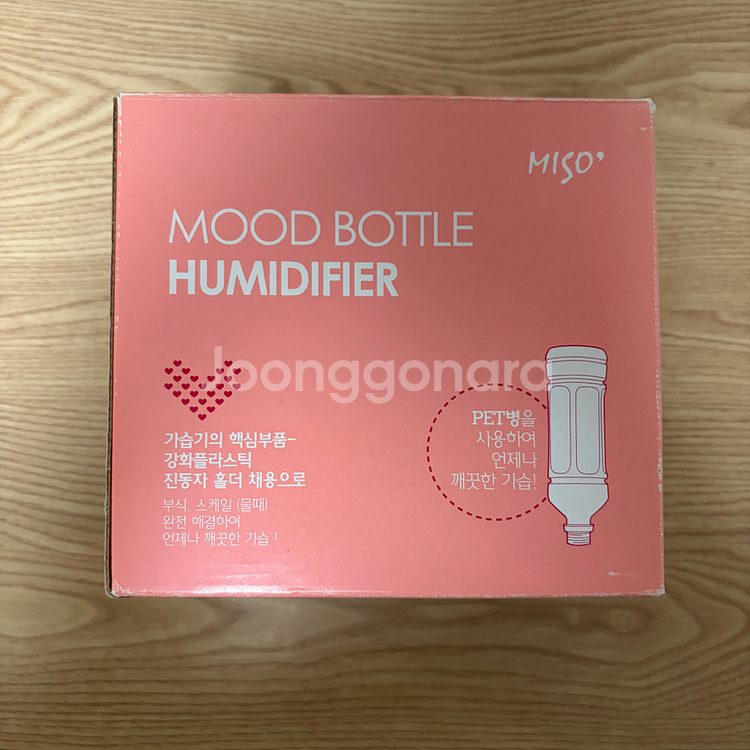 MISO
MOOD BOTTLE
HUMIDIFIER
Joonggonara
가습기의 핵심부품-
강화플라스틱
진동자 홀더 채용으로
부식, 스케일 (물때)
완전 해결하여
언제나 깨끗한 가습 !
PET병을
사용하여
언제나
깨끗한 가습!